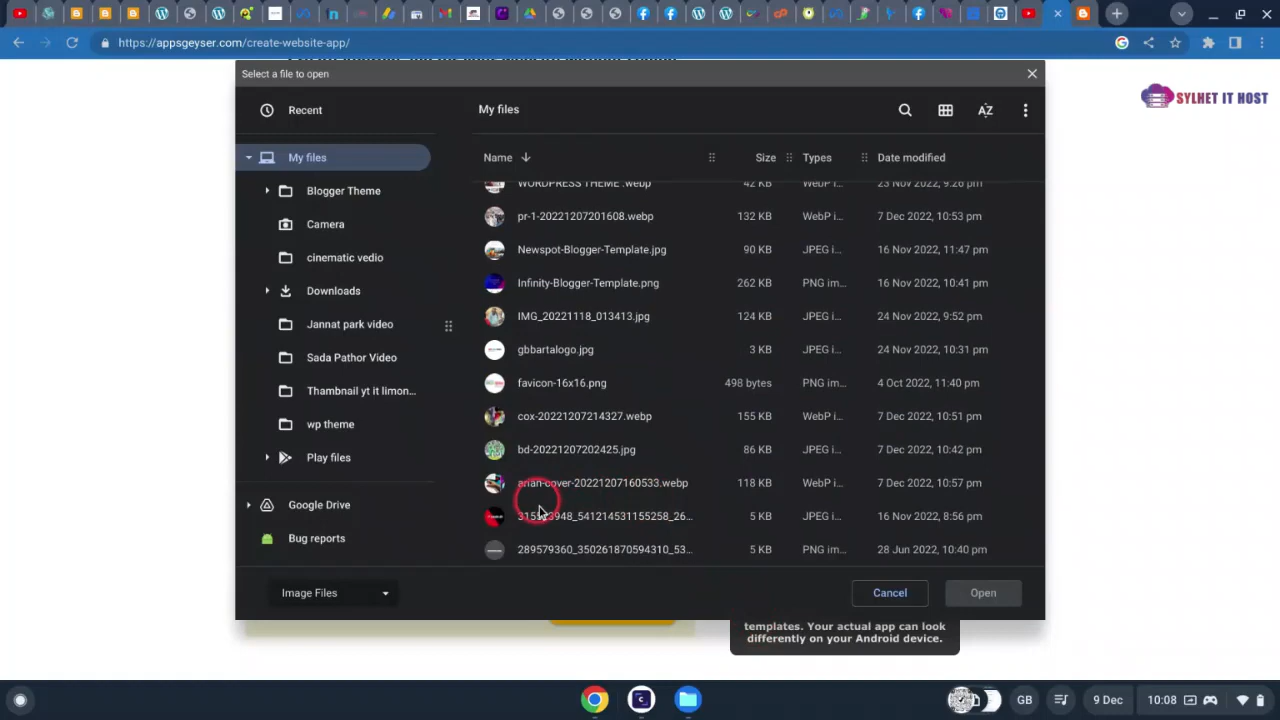 https://appsgeyser.com/create-website-app/
SYLHET IT HOST
Select a file to open
Recent
My files
My files
Blogger Theme
Camera
cinematic vedio
Downloads
Jannat park video
Sada Pathor Video
Thumbnail yt it limon...
wp theme
Play files
Google Drive
Bug reports
Name Size Types Date modified
WORDPRESS THEME .webp 42 KB WebP i... 23 Nov 2022, 9:26 pm
pr-1-20221207201608.webp 132 KB WebP i... 7 Dec 2022, 10:53 pm
Newspot-Blogger-Template.jpg 90 KB JPEG i... 16 Nov 2022, 11:47 pm
Infinity-Blogger-Template.png 262 KB PNG im... 16 Nov 2022, 10:41 pm
IMG_20221118_013413.jpg 124 KB JPEG i... 24 Nov 2022, 9:52 pm
gbbartalogo.jpg 3 KB JPEG i... 24 Nov 2022, 10:31 pm
favicon-16x16.png 498 bytes PNG im... 4 Oct 2022, 11:40 pm
cox-20221207214327.webp 155 KB WebP i... 7 Dec 2022, 10:51 pm
bd-20221207202425.jpg 86 KB JPEG i... 7 Dec 2022, 10:42 pm
118 KB WebP i... 7 Dec 2022, 10:57 pm
5 KB JPEG i... 16 Nov 2022, 8:56 pm
289579360_350261870594310_53... 5 KB PNG im... 28 Jun 2022, 10:40 pm
Image Files
Cancel
Open
templates. Your actual app can look
differently on your Android device.
GB
9 Dec
10:08